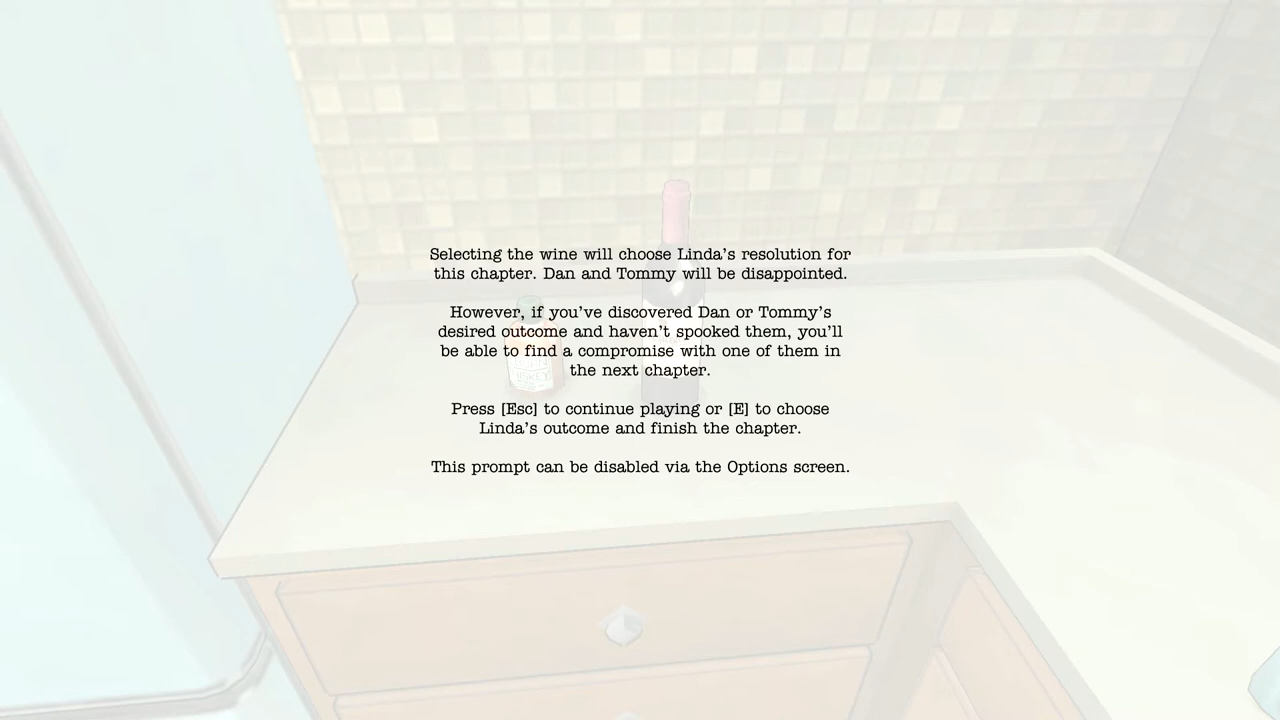 Selecting the wine will choose Linda's resolution for
this chapter. Dan and Tommy will be disappointed.
However, if you've discovered Dan or Tommy's
desired outcome and haven't spooked them, you'll
be able to find a compromise with one of them in
the next chapter.
Press [Esc] to continue playing or [E] to choose
Linda's outcome and finish the chapter.
This prompt can be disabled via the Options screen.